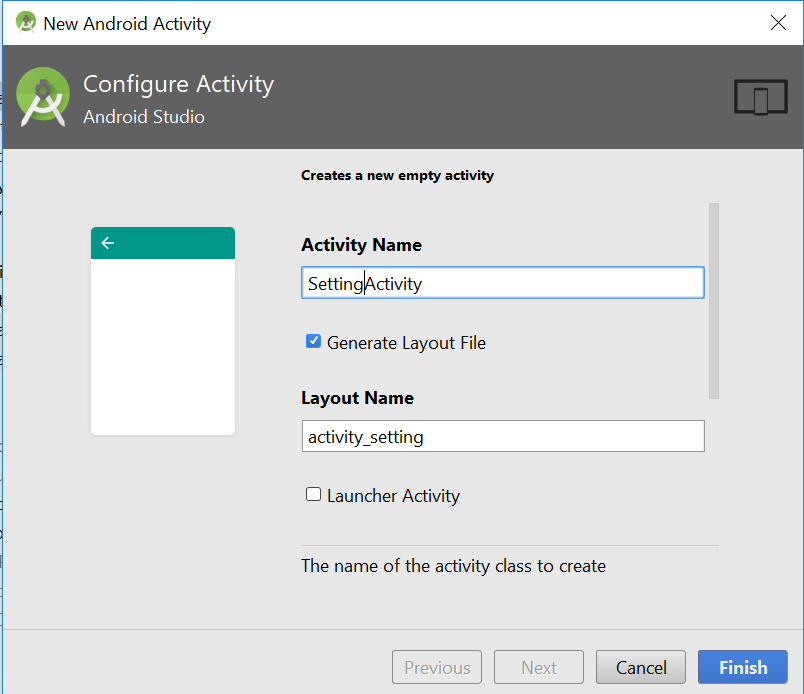 New Android Activity
Configure Activity
Android Studio
Creates a new empty activity
Activity Name
SettingActivity
Generate Layout File
Layout Name
activity_setting
Launcher Activity
The name of the activity class to create
Previous
Next
Cancel
Finish